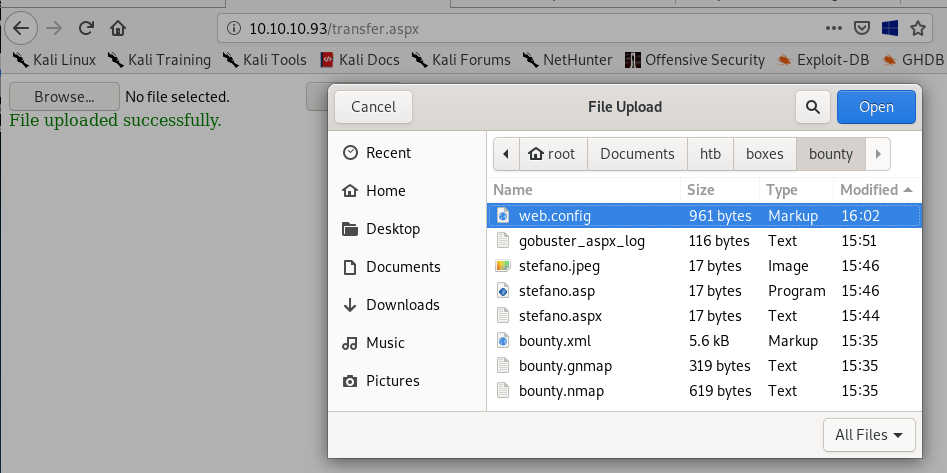 10.10.10.93/transfer.aspx
Kali Linux Kali Training Kali Tools Kali Docs Kali Forums NetHunter Offensive Security Exploit-DB GHDB
Browse... No file selected.
File uploaded successfully.
Cancel File Upload Open
root Documents htb boxes bounty
Recent
Home
Desktop
Documents
Downloads
Music
Pictures
Name Size Type Modified
web.config 961 bytes Markup 16:02
gobuster_aspx_log 116 bytes Text 15:51
stefano.jpeg 17 bytes Image 15:46
stefano.asp 17 bytes Program 15:46
stefano.aspx 17 bytes Text 15:44
bounty.xml 5.6 kB Markup 15:35
bounty.gnmap 319 bytes Text 15:35
bounty.nmap 619 bytes Text 15:35
All Files